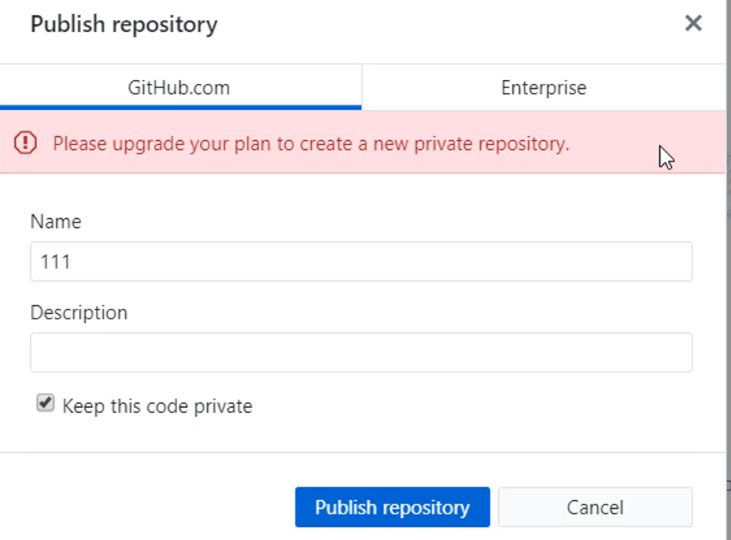 Publish repository
GitHub.com
Enterprise
Please upgrade your plan to create a new private repository.
Name
111
Description
Keep this code private
Publish repository
Cancel